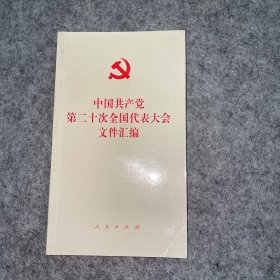 中国共产党
第二十次全国代表大会
文件汇编
人民出版社